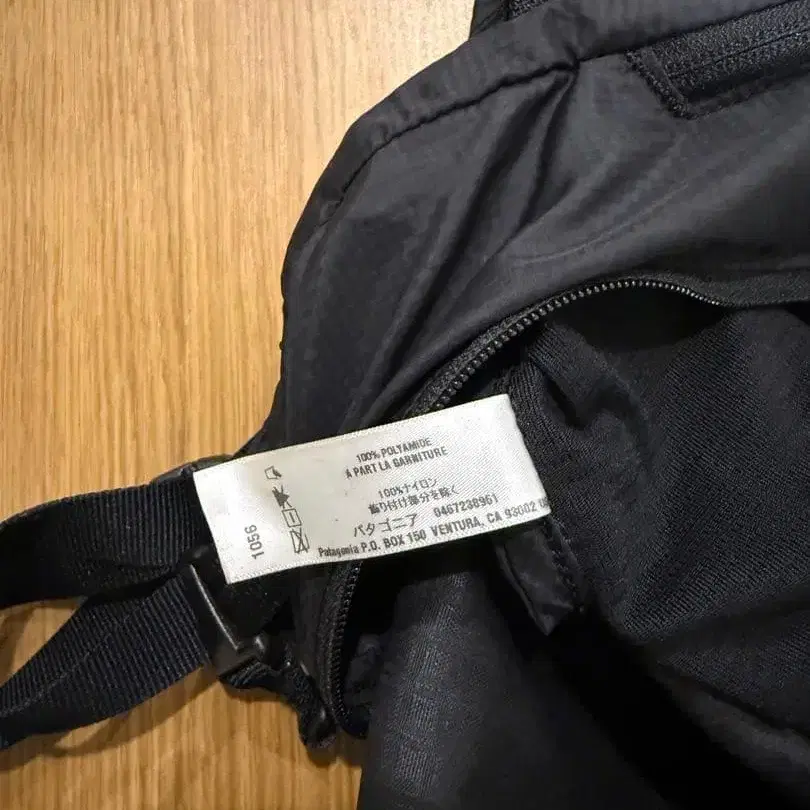 100% POLYAMIDE
A PART LA GARNITURE
100%ナイロン
飾り付け部分を除く
パタゴニア 0467238961
Patagonia P.O. BOX 150 VENTURA, CA 93002
1056